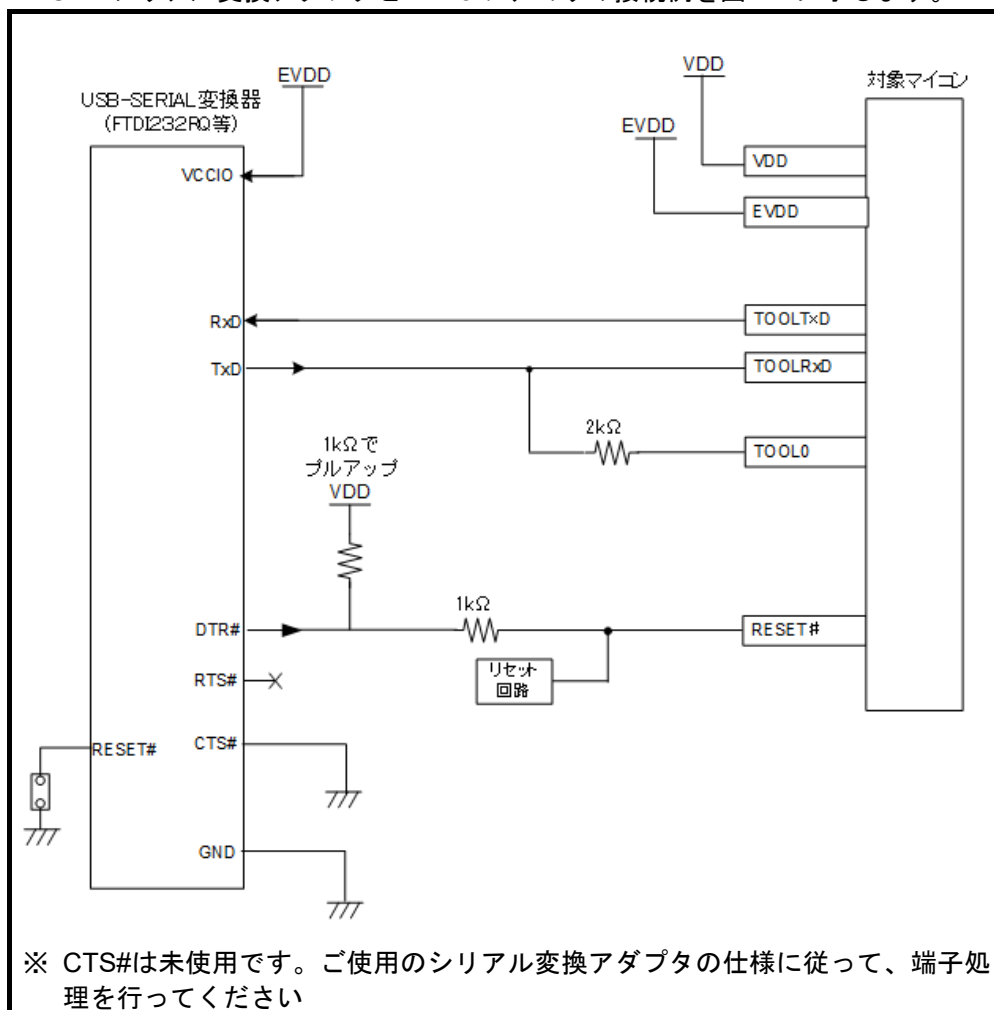 EVDD
USB-SERIAL変換器
(FTDI232RQ等)
VCCIO
VDD
対象マイコン
EVDD
VDD
EVDD
RxD
TOOLTxD
TxD
TOOLRxD
2kΩ
TOOL0
1kΩで
プルアップ
VDD
1kΩ
DTR#
RESET#
リセット
回路
RTS#
RESET#
CTS#
GND
※ CTS#は未使用です。ご使用のシリアル変換アダプタの仕様に従って、端子処
理を行ってください